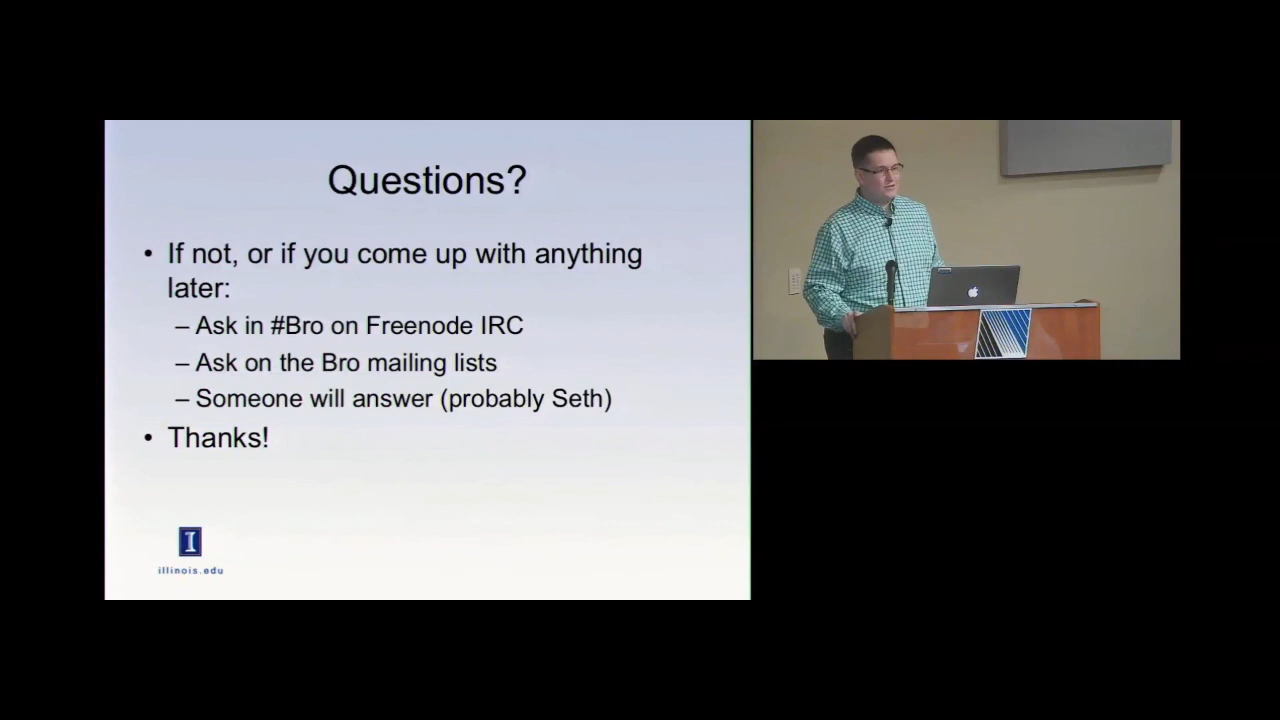 Questions?
• If not, or if you come up with anything
later:
– Ask in #Bro on Freenode IRC
– Ask on the Bro mailing lists
– Someone will answer (probably Seth)
• Thanks!
I
illinois.edu